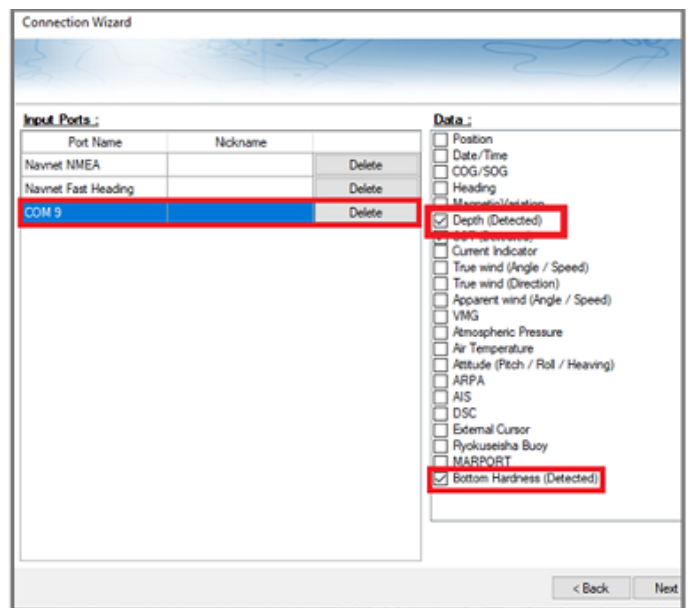 Connection Wizard
Input Ports :
Port Name Nickname
Navnet NMEA Delete
Navnet Fast Heading Delete
COM 9 Delete
Data :
Position
Date/Time
COG/SOG
Heading
Magnetic Variation
Depth (Detected)
(Detected)
Current Indicator
True wind (Angle / Speed)
True wind (Direction)
Apparent wind (Angle / Speed)
VMG
Atmospheric Pressure
Air Temperature
Attitude (Pitch / Roll / Heaving)
ARPA
AIS
DSC
External Cursor
Ryokuseisha Buoy
MARPORT
Bottom Hardness (Detected)
< Back Next